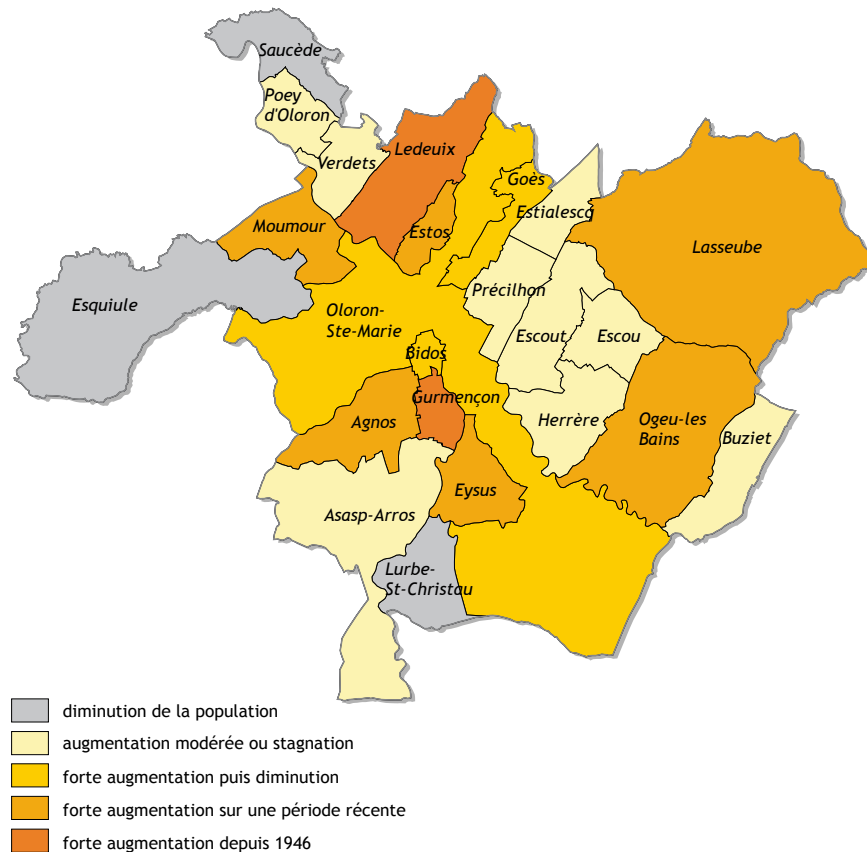 Saucède
Poey
d'Oloron
Verdets
Ledeuix
Goès
Estialescq
Moumour
Estos
Lasseube
Esquiule
Précilhon
Oloron-
Ste-Marie
Escout
Escou
Bidos
Gurmençon
Agnos
Herrère
Ogeu-les
Bains
Buziet
Eysus
Asasp-Arros
Lurbe-
St-Christau
diminution de la population
augmentation modérée ou stagnation
forte augmentation puis diminution
forte augmentation sur une période récente
forte augmentation depuis 1946